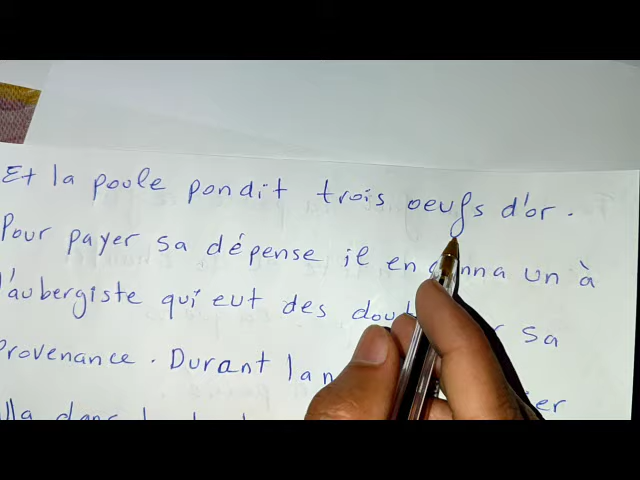 Et la poule pondit trois oeufs d'or.
Pour payer sa dépense il en donna un à
l'aubergiste qui eut des sa
provenance. Durant la
dans